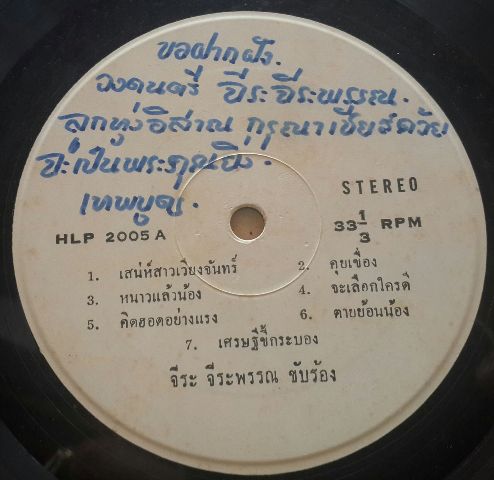 ขอฝากฝัง.
วงดนตรี จีระ จีระพรรณ.
ลูกทุ่งอีสาณ กรุณาเชียส์ด้วย
จะเป็นพระคุณยิ่ง.
เทพบูด
STEREO
HLP 2005 A
33 1/3 RPM
1. เสน่ห์สาวเวียงจันทร์
2. คุยเขื่อง
3. หนาวแล้วน้อง
4. จะเลือกใครดี
5. คิดฮอดอย่างแรง
6. ตายย้อนน้อง
7. เศรษฐีขี้กระบอง
จีระ จีระพรรณ ขับร้อง